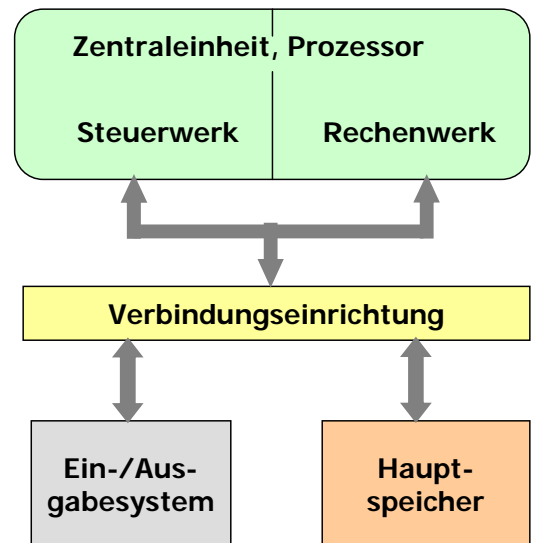 Zentraleinheit, Prozessor
Steuerwerk
Rechenwerk
Verbindungseinrichtung
Ein-/Aus-
gabesystem
Haupt-
speicher